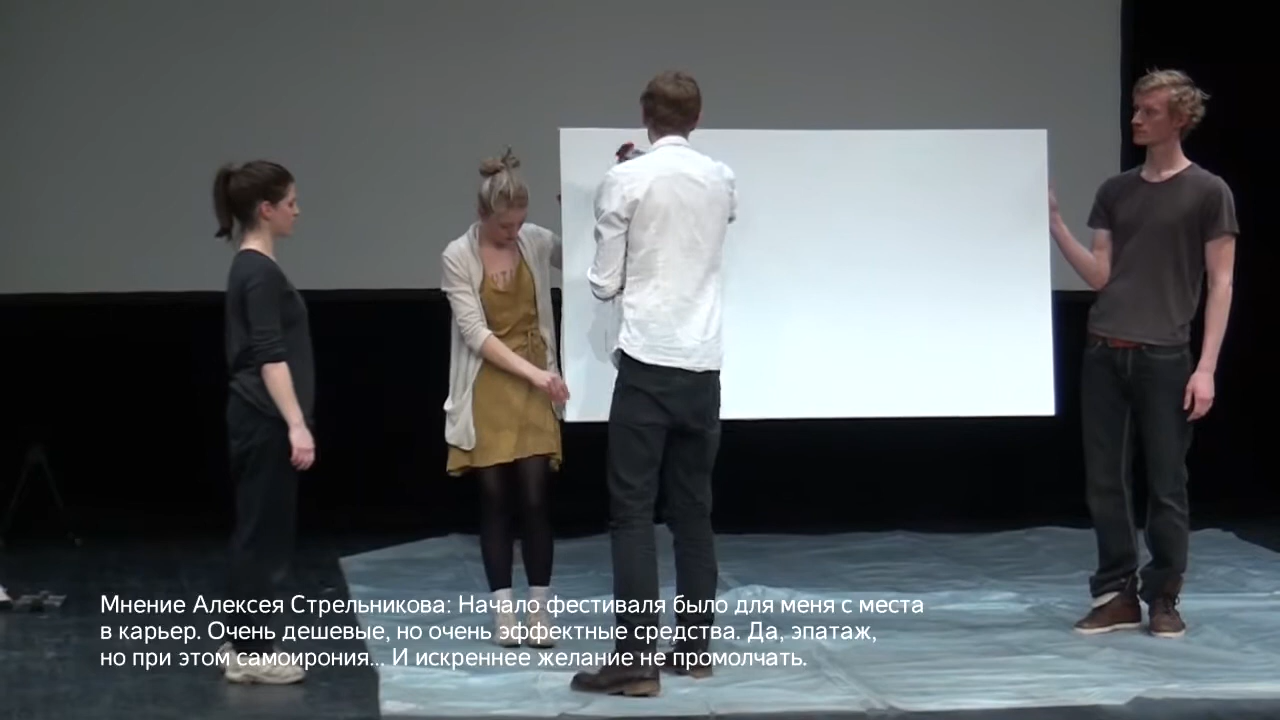 Мнение Алексея Стрельникова: Начало фестиваля было для меня с места
в карьер. Очень дешевые, но очень эффектные средства. Да, эпатаж,
но при этом самоирония... И искреннее желание не промолчать.